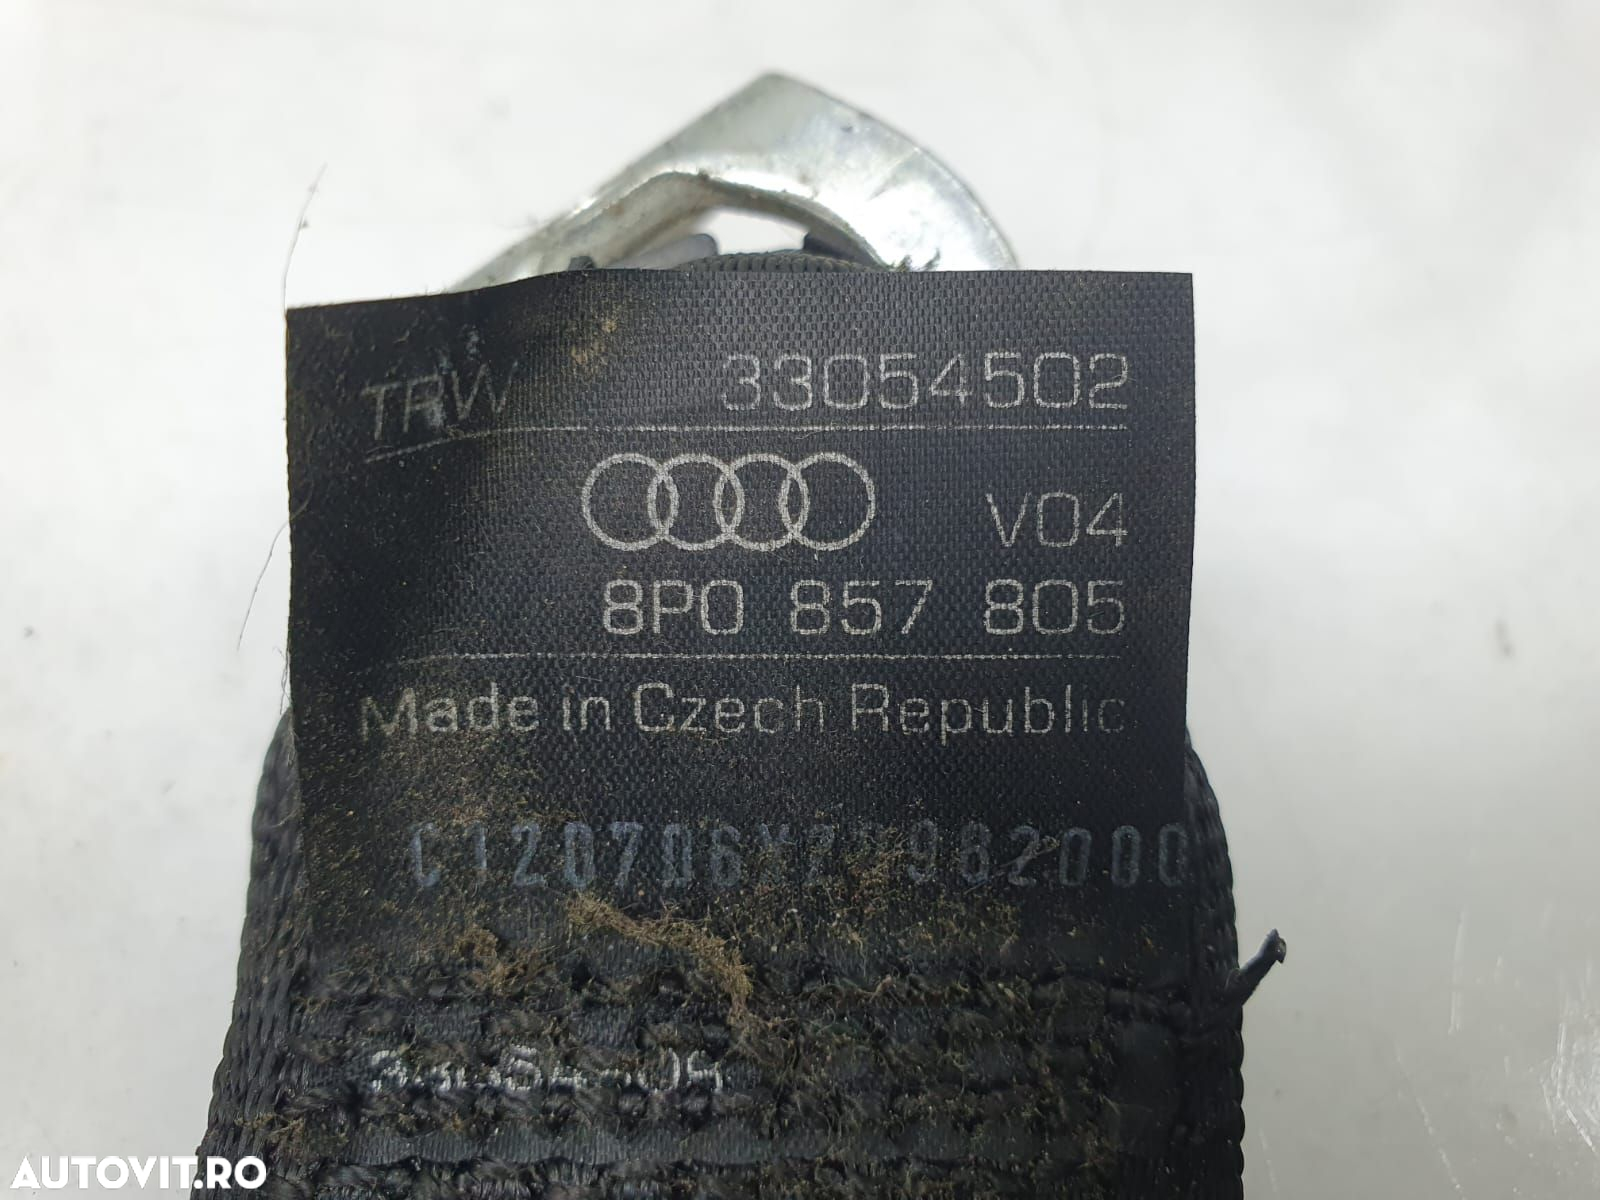 TRW 33054502
V04
8P0 857 805
Made in Czech Republic
AUTOVIT.RO